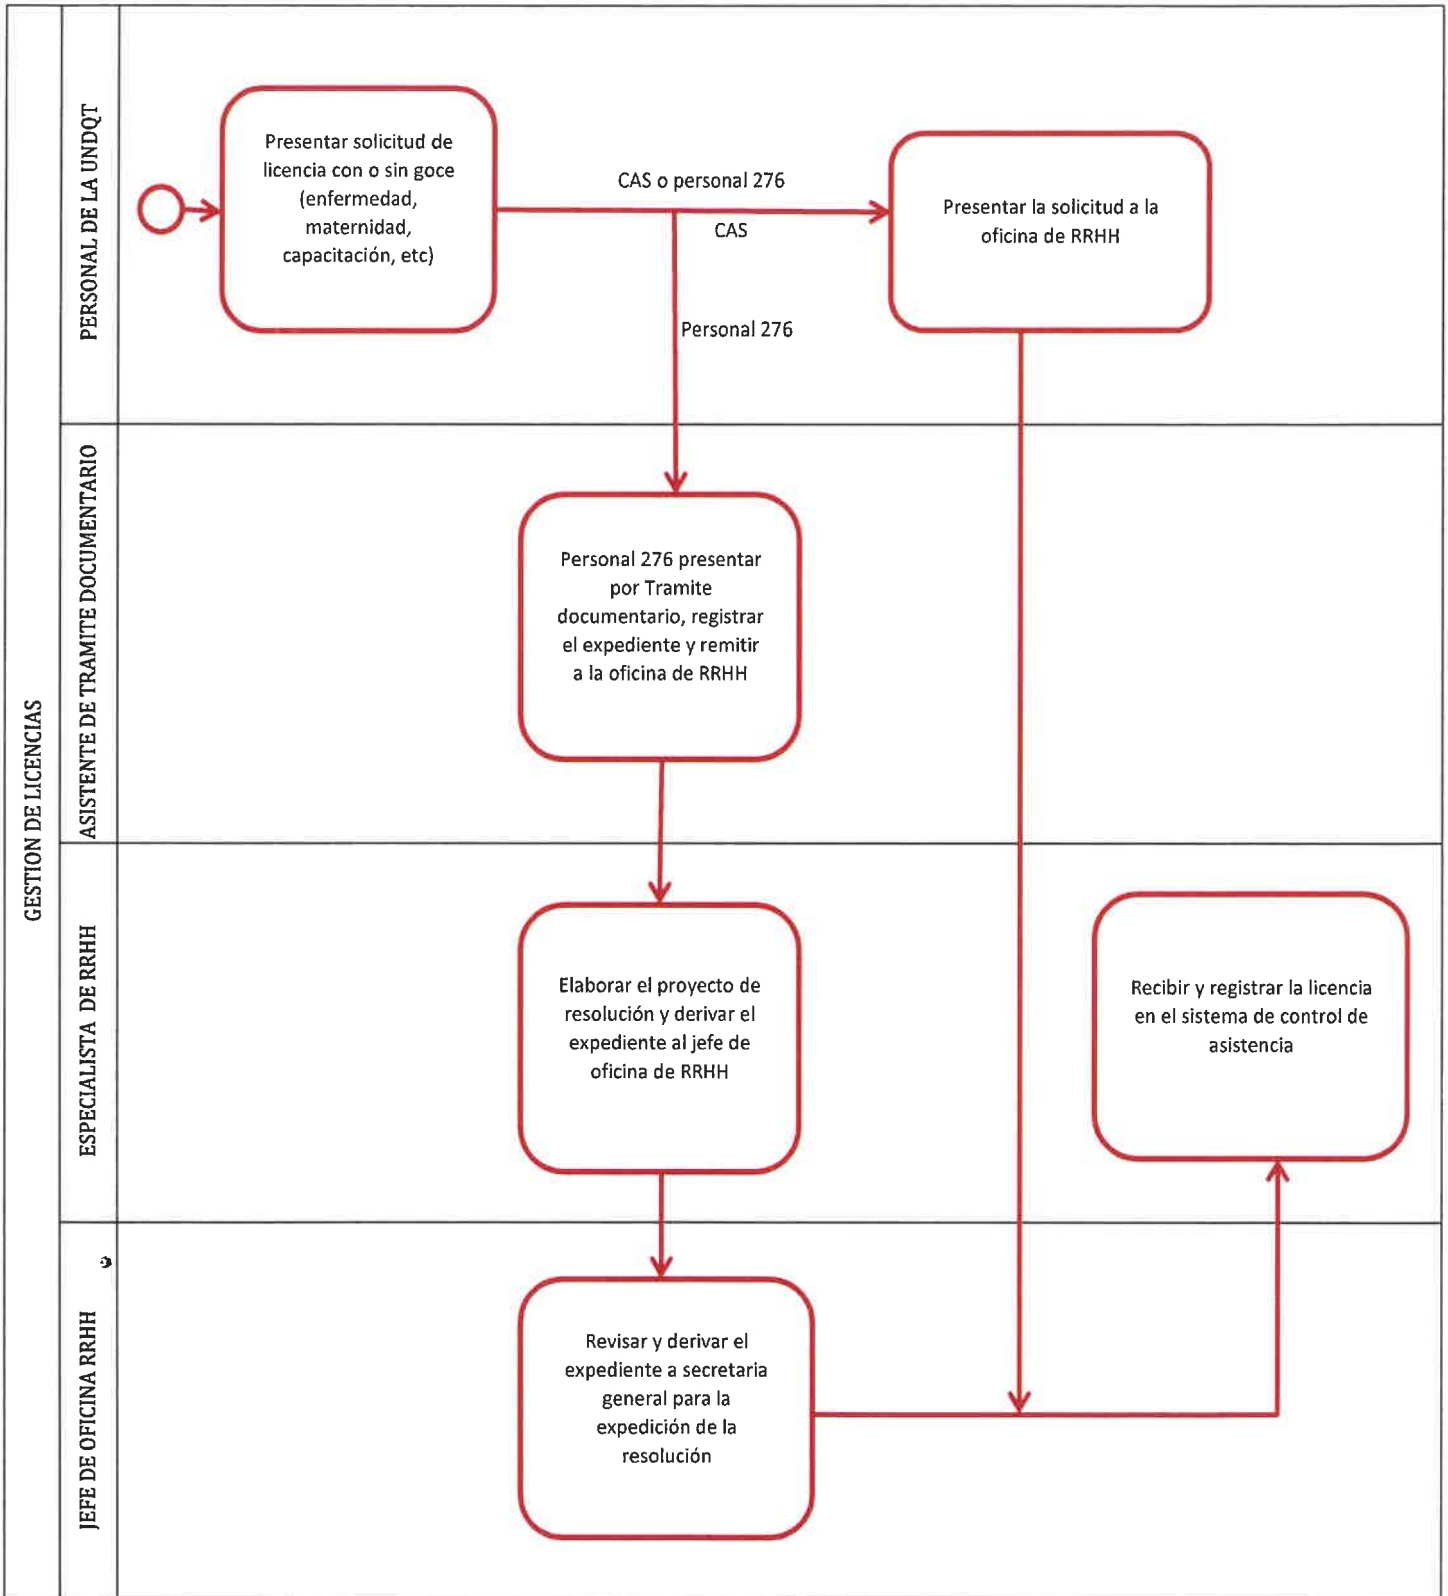 GESTION DE LICENCIAS
PERSONAL DE LA UNDQT
Presentar solicitud de
licencia con o sin goce
(enfermedad,
maternidad,
capacitación, etc)
CAS o personal 276
CAS
Personal 276
Presentar la solicitud a la
oficina de RRHH
ASISTENTE DE TRAMITE DOCUMENTARIO
Personal 276 presentar
por Tramite
documentario, registrar
el expediente y remitir
a la oficina de RRHH
ESPECIALISTA DE RRHH
Elaborar el proyecto de
resolución y derivar el
expediente al jefe de
oficina de RRHH
Recibir y registrar la licencia
en el sistema de control de
asistencia
JEFE DE OFICINA RRHH
Revisar y derivar el
expediente a secretaria
general para la
expedición de la
resolución